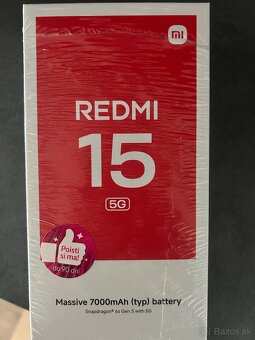 mi
REDMI
15
5G
Poisti
si ma!
do 90 dní
Massive 7000mAh (typ) battery
Snapdragon® 6s Gen 3 with 5G
bazos.sk